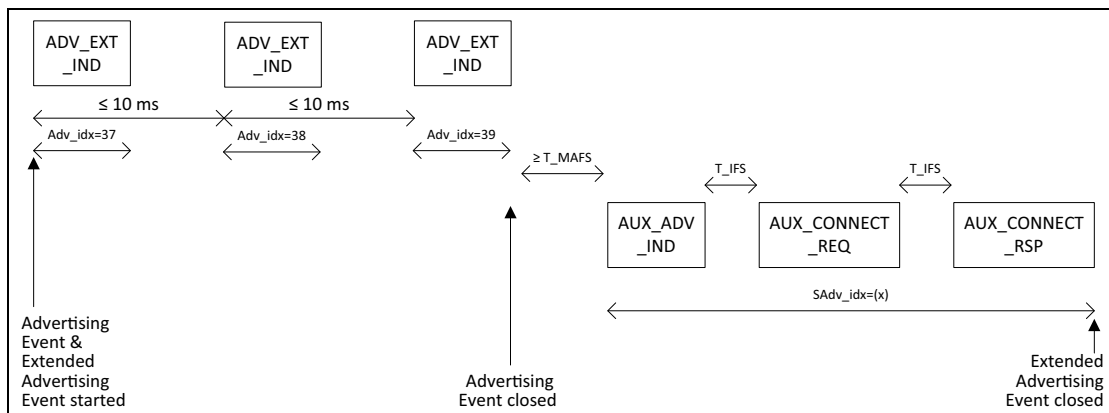 ADV_EXT
_IND
ADV_EXT
_IND
ADV_EXT
_IND
≤ 10 ms
≤ 10 ms
Adv_idx=37
Adv_idx=38
Adv_idx=39
≥ T_MAFS
T_IFS
T_IFS
AUX_ADV
_IND
AUX_CONNECT
_REQ
AUX_CONNECT
_RSP
SAdv_idx=(x)
Advertising
Event &
Extended
Advertising
Event started
Advertising
Event closed
Extended
Advertising
Event closed